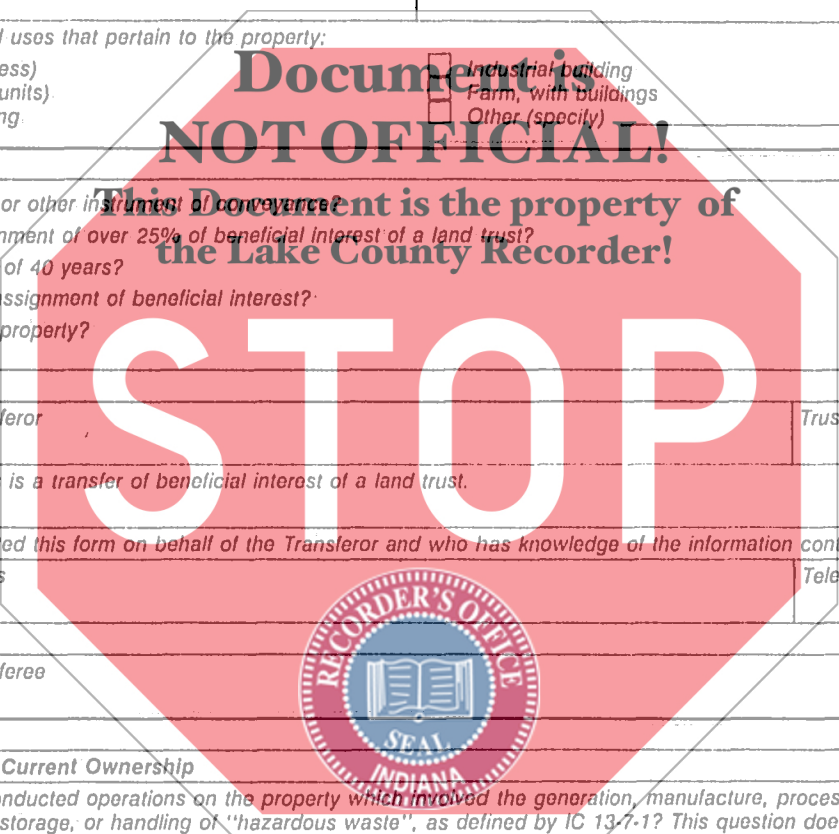 l uses that pertain to the property:
Document is
ess)
Industrial building
units)
Farm, with buildings
ng
Other (specify)
NOT OFFICIAL!
or other instrument of conveyance?
This Document is the property of
nment of over 25% of beneficial interest of a land trust?
the Lake County Recorder!
of 40 years?
assignment of beneficial interest?
property?
STOP
feror
Trus
is a transfer of beneficial interest of a land trust.
ed this form on behalf of the Transferor and who has knowledge of the information cont
s
Tele
RECORDER'S OFFICE
feree
SEAL
INDIANA
Current Ownership
onducted operations on the property which involved the generation, manufacture, proces
storage, or handling of "hazardous waste", as defined by IC 13-7-1? This question doe